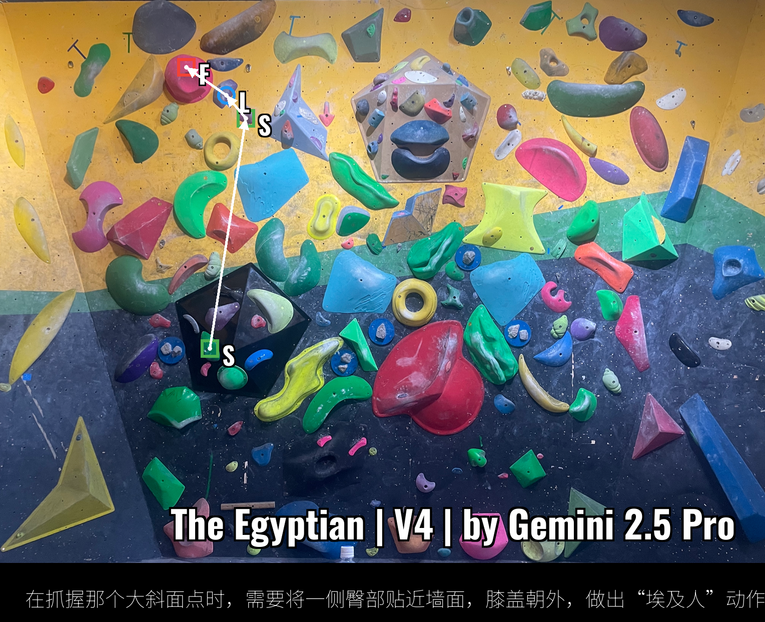 F
L
S
S
The Egyptian | V4 | by Gemini 2.5 Pro
在抓握那个大斜面点时，需要将一侧臀部贴近墙面，膝盖朝外，做出“埃及人”动作